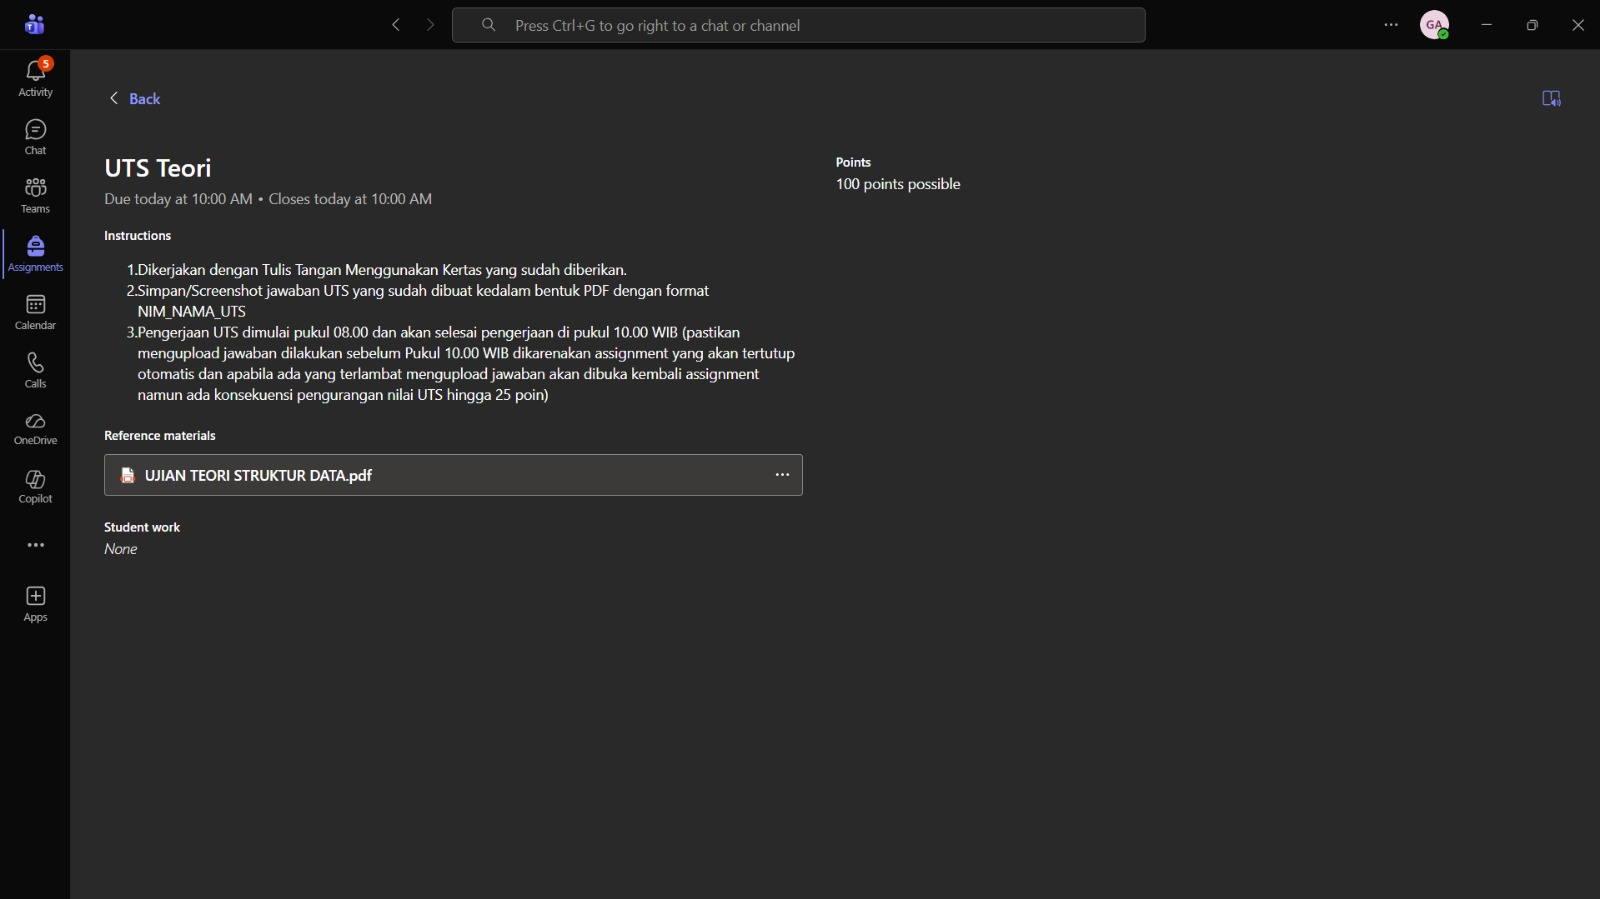 Press Ctrl+G to go right to a chat or channel
GA
5
Activity
Chat
Teams
Assignments
Calendar
Calls
OneDrive
Copilot
Apps
Back
UTS Teori
Due today at 10:00 AM • Closes today at 10:00 AM
Points
100 points possible
Instructions
1.Dikerjakan dengan Tulis Tangan Menggunakan Kertas yang sudah diberikan.
2.Simpan/Screenshot jawaban UTS yang sudah dibuat kedalam bentuk PDF dengan format
NIM_NAMA_UTS
3.Pengerjaan UTS dimulai pukul 08.00 dan akan selesai pengerjaan di pukul 10.00 WIB (pastikan
mengupload jawaban dilakukan sebelum Pukul 10.00 WIB dikarenakan assignment yang akan tertutup
otomatis dan apabila ada yang terlambat mengupload jawaban akan dibuka kembali assignment
namun ada konsekuensi pengurangan nilai UTS hingga 25 poin)
Reference materials
UJIAN TEORI STRUKTUR DATA.pdf
Student work
None